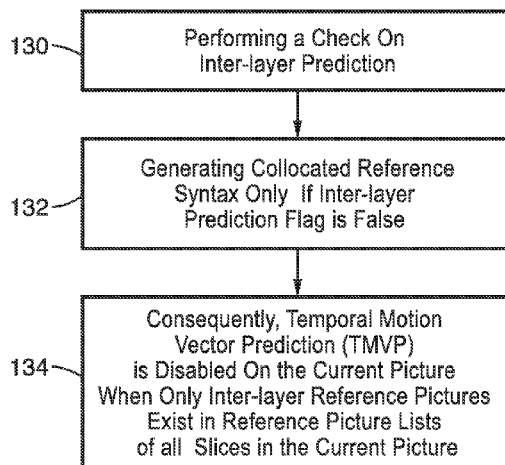 130
Performing a Check On
Inter-layer Prediction
132
Generating Collocated Reference
Syntax Only If Inter-layer
Prediction Flag is False
134
Consequently, Temporal Motion
Vector Prediction (TMVP)
is Disabled On the Current Picture
When Only Inter-layer Reference Pictures
Exist in Reference Picture Lists
of all Slices in the Current Picture